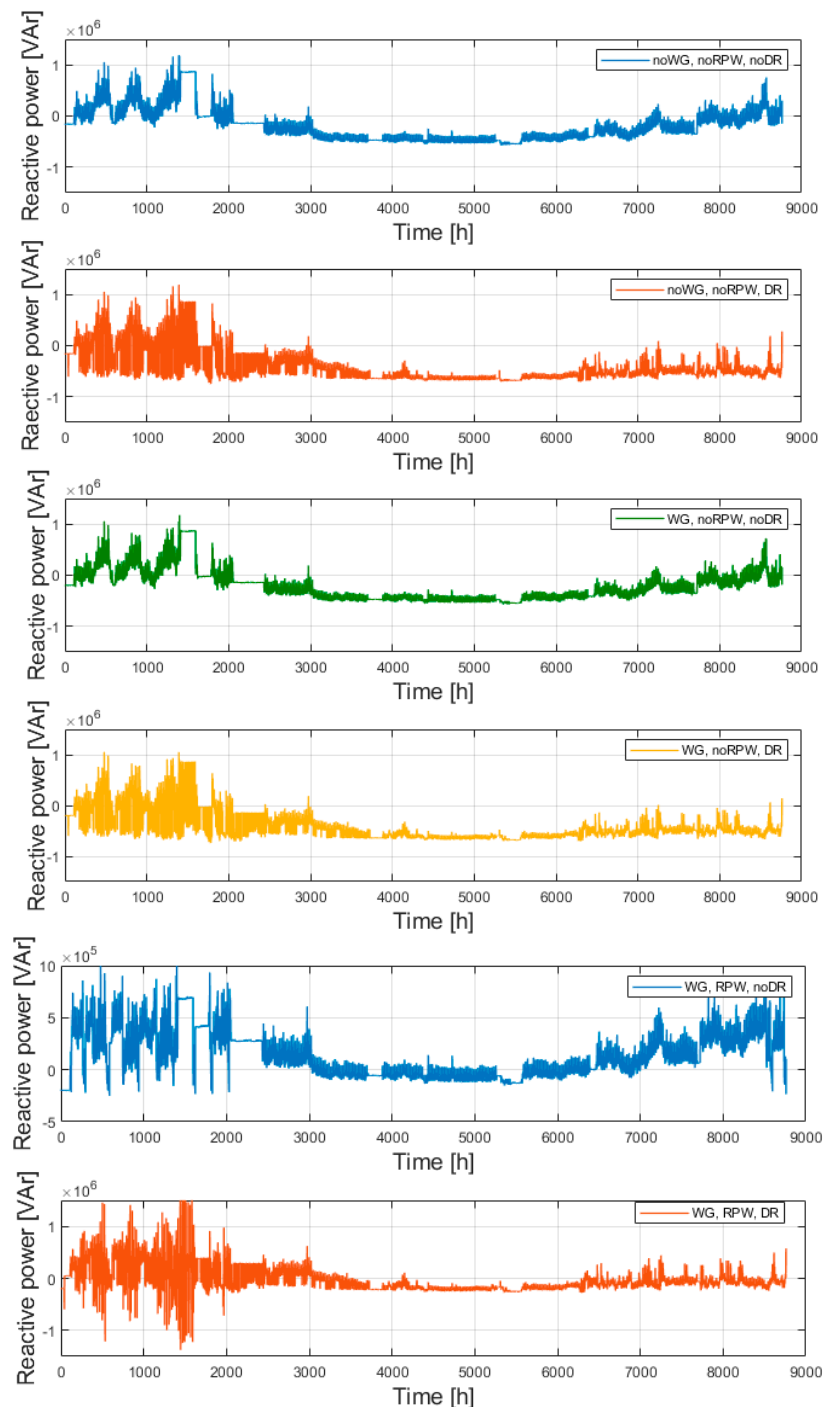 ×10^6
Reactive power [VAr]
noWG, noRPW, noDR
1
0
-1
0 1000 2000 3000 4000 5000 6000 7000 8000 9000
Time [h]
×10^6
Raective power [VAr]
noWG, noRPW, DR
1
0
-1
0 1000 2000 3000 4000 5000 6000 7000 8000 9000
Time [h]
×10^6
Reactive power [VAr]
WG, noRPW, noDR
1
0
-1
0 1000 2000 3000 4000 5000 6000 7000 8000 9000
Time [h]
×10^6
Reactive power [VAr]
WG, noRPW, DR
1
0
-1
0 1000 2000 3000 4000 5000 6000 7000 8000 9000
Time [h]
×10^5
Reactive power [VAr]
WG, RPW, noDR
10
5
0
-5
0 1000 2000 3000 4000 5000 6000 7000 8000 9000
Time [h]
×10^6
Reactive power [VAr]
WG, RPW, DR
1
0
-1
0 1000 2000 3000 4000 5000 6000 7000 8000 9000
Time [h]